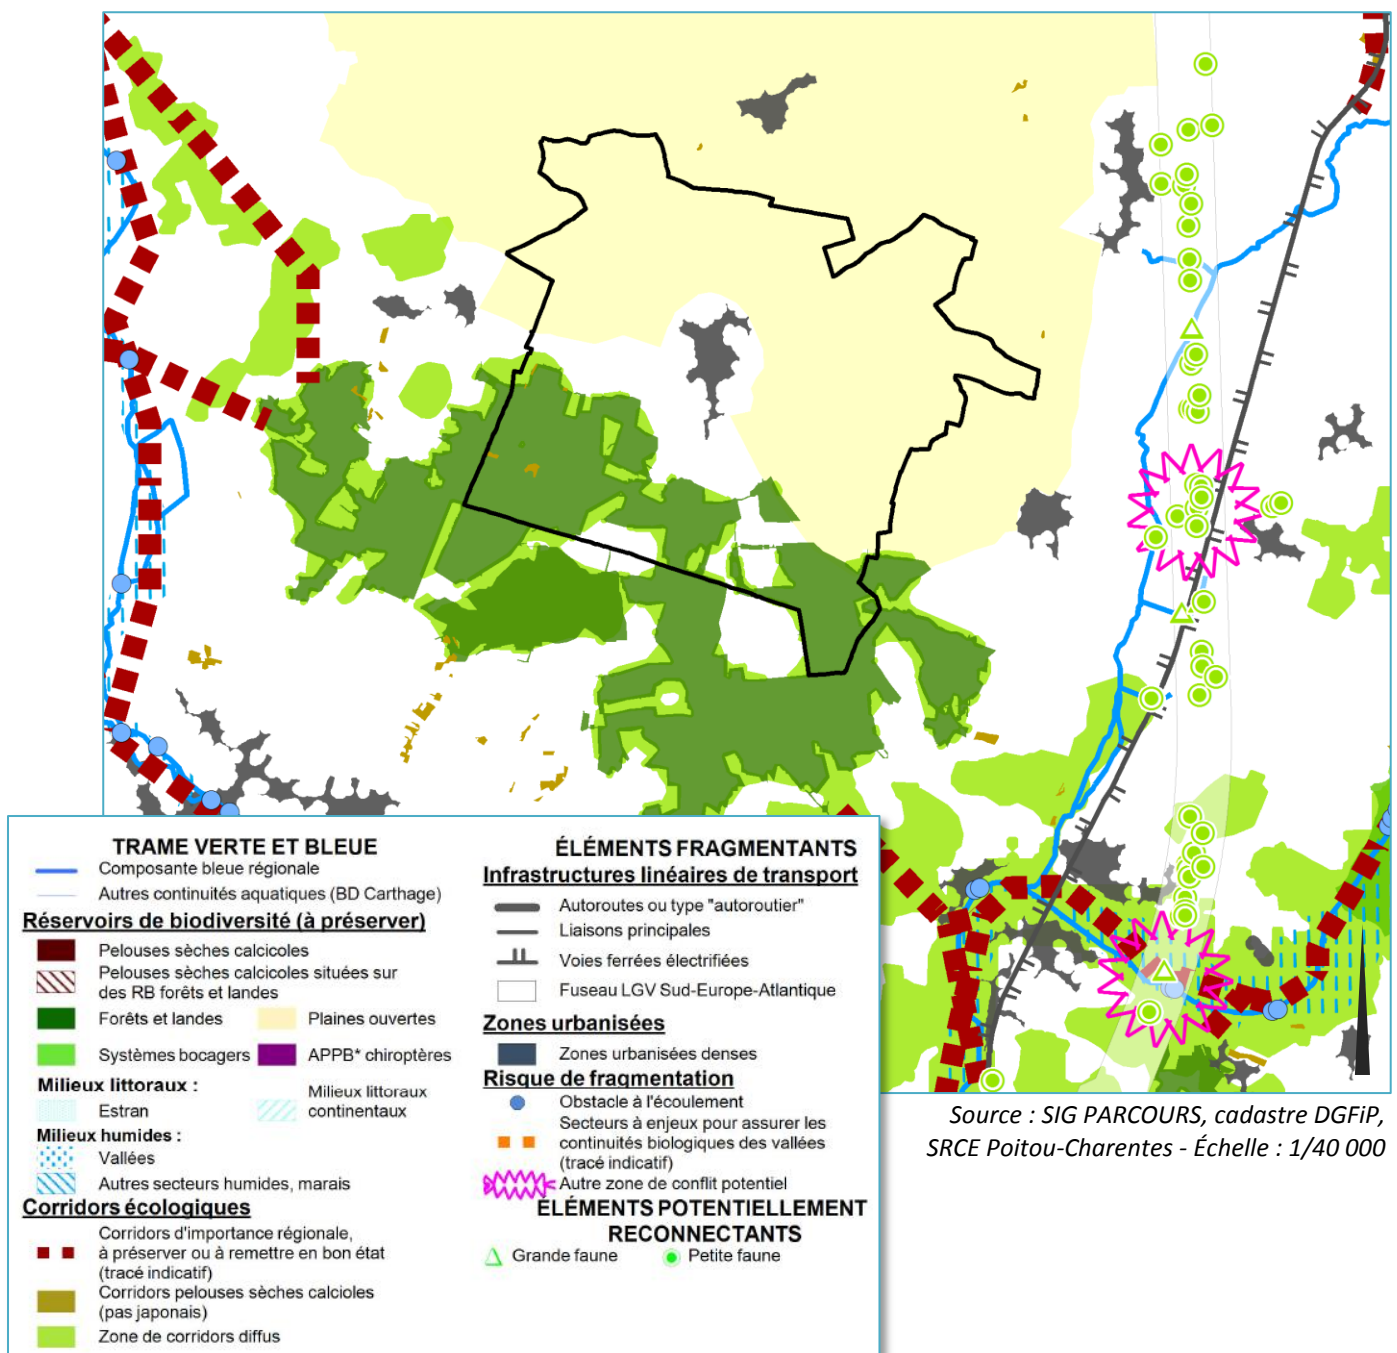 TRAME VERTE ET BLEUE
Composante bleue régionale
Autres continuités aquatiques (BD Carthage)
Réservoirs de biodiversité (à préserver)
Pelouses sèches calcicoles
Pelouses sèches calcicoles situées sur
des RB forêts et landes
Forêts et landes
Plaines ouvertes
Systèmes bocagers
APPB* chiroptères
Milieux littoraux :
Estran
Milieux littoraux
continentaux
Milieux humides :
Vallées
Autres secteurs humides, marais
Corridors écologiques
Corridors d'importance régionale,
à préserver ou à remettre en bon état
(tracé indicatif)
Corridors pelouses sèches calcioles
(pas japonais)
Zone de corridors diffus
ÉLÉMENTS FRAGMENTANTS
Infrastructures linéaires de transport
Autoroutes ou type "autoroutier"
Liaisons principales
Voies ferrées électrifiées
Fuseau LGV Sud-Europe-Atlantique
Zones urbanisées
Zones urbanisées denses
Risque de fragmentation
Obstacle à l'écoulement
Secteurs à enjeux pour assurer les
continuités biologiques des vallées
(tracé indicatif)
Autre zone de conflit potentiel
ÉLÉMENTS POTENTIELLEMENT
RECONNECTANTS
Grande faune
Petite faune
Source : SIG PARCOURS, cadastre DGFiP,
SRCE Poitou-Charentes - Échelle : 1/40 000